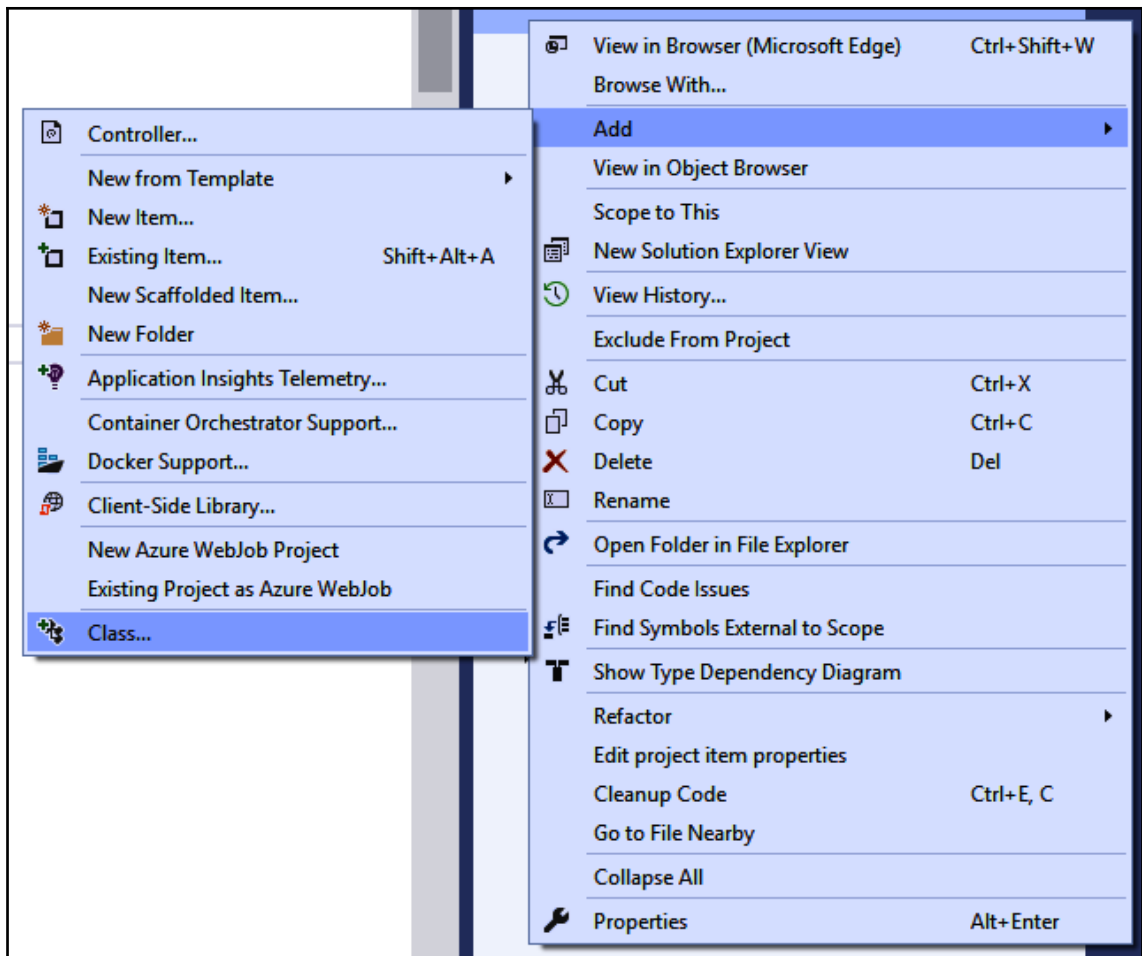 View in Browser (Microsoft Edge) Ctrl+Shift+W
Browse With...
Add
View in Object Browser
Scope to This
New Solution Explorer View
View History...
Exclude From Project
Cut Ctrl+X
Copy Ctrl+C
Delete Del
Rename
Open Folder in File Explorer
Find Code Issues
Find Symbols External to Scope
Show Type Dependency Diagram
Refactor
Edit project item properties
Cleanup Code Ctrl+E, C
Go to File Nearby
Collapse All
Properties Alt+Enter
Controller...
New from Template
New Item...
Existing Item... Shift+Alt+A
New Scaffolded Item...
New Folder
Application Insights Telemetry...
Container Orchestrator Support...
Docker Support...
Client-Side Library...
New Azure WebJob Project
Existing Project as Azure WebJob
Class...